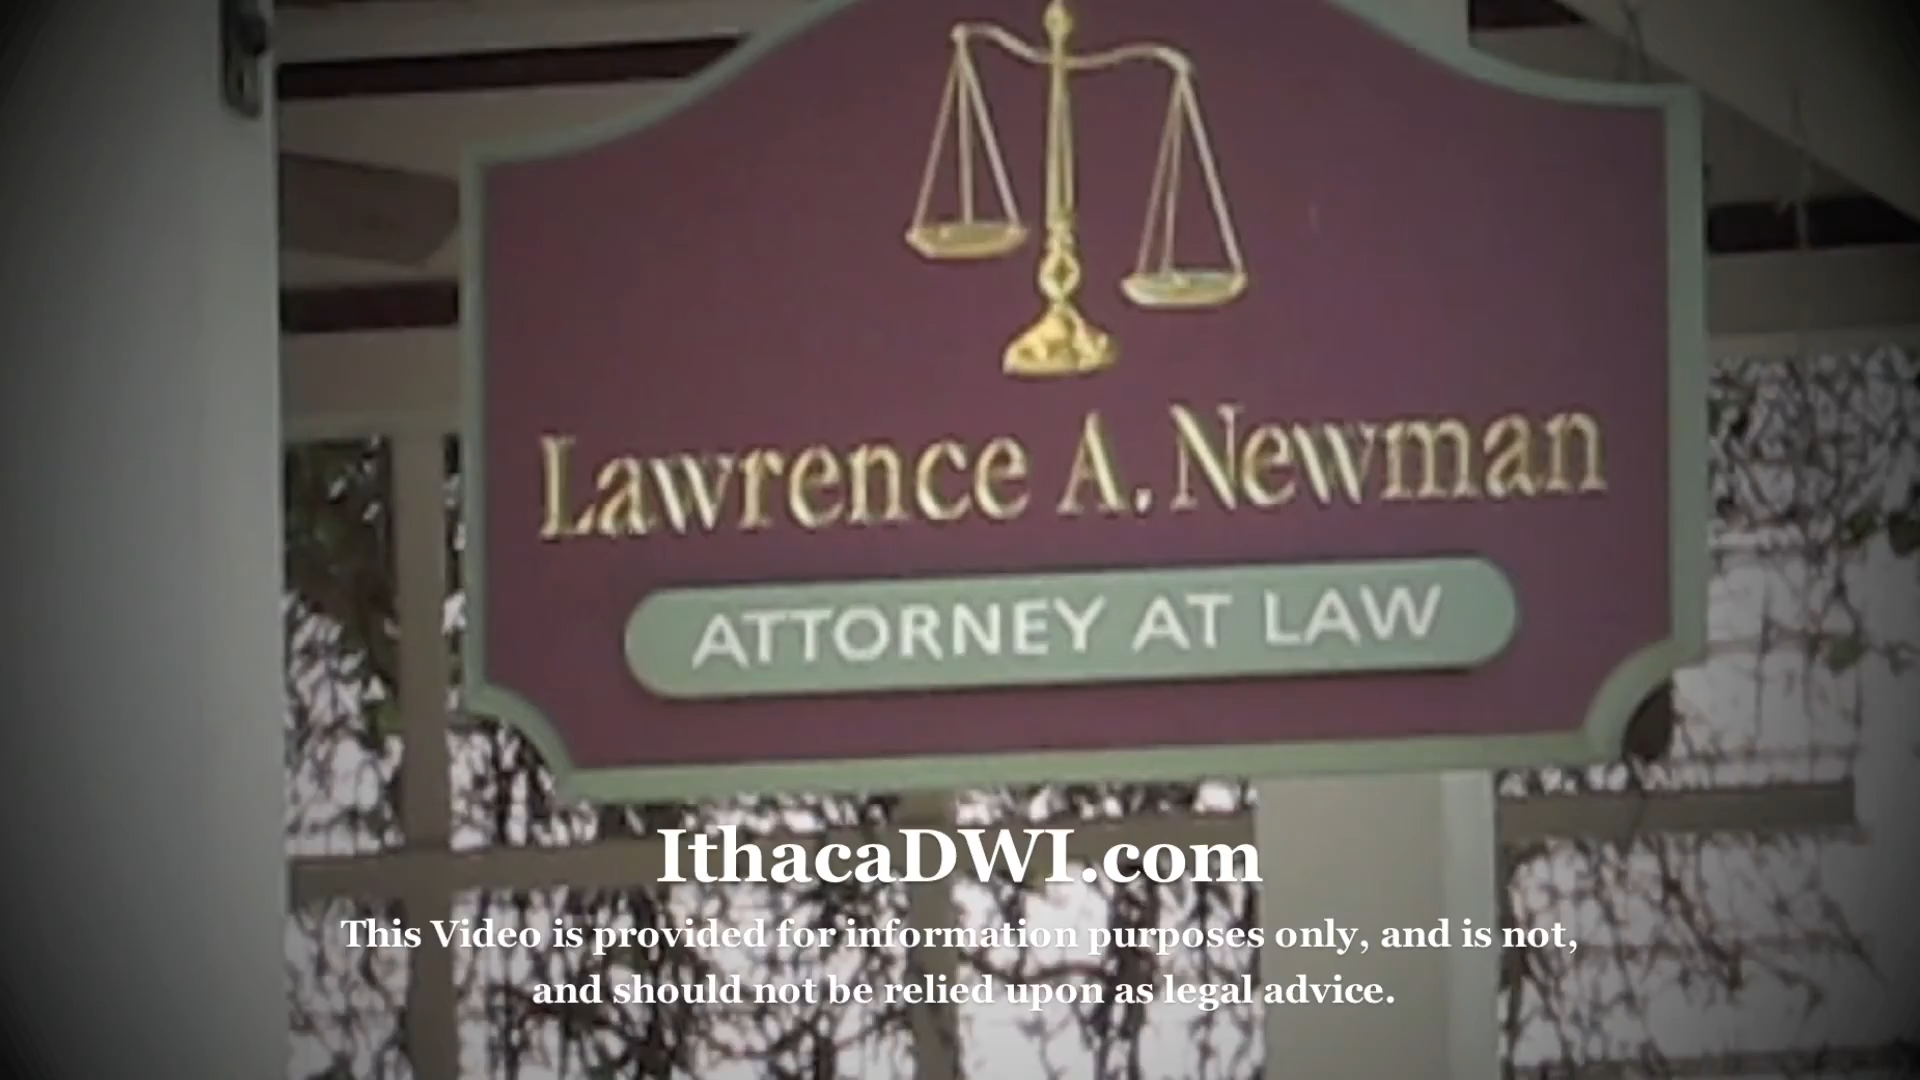 Lawrence A. Newman
ATTORNEY AT LAW
IthacaDWI.com
This Video is provided for information purposes only, and is not,
and should not be relied upon as legal advice.